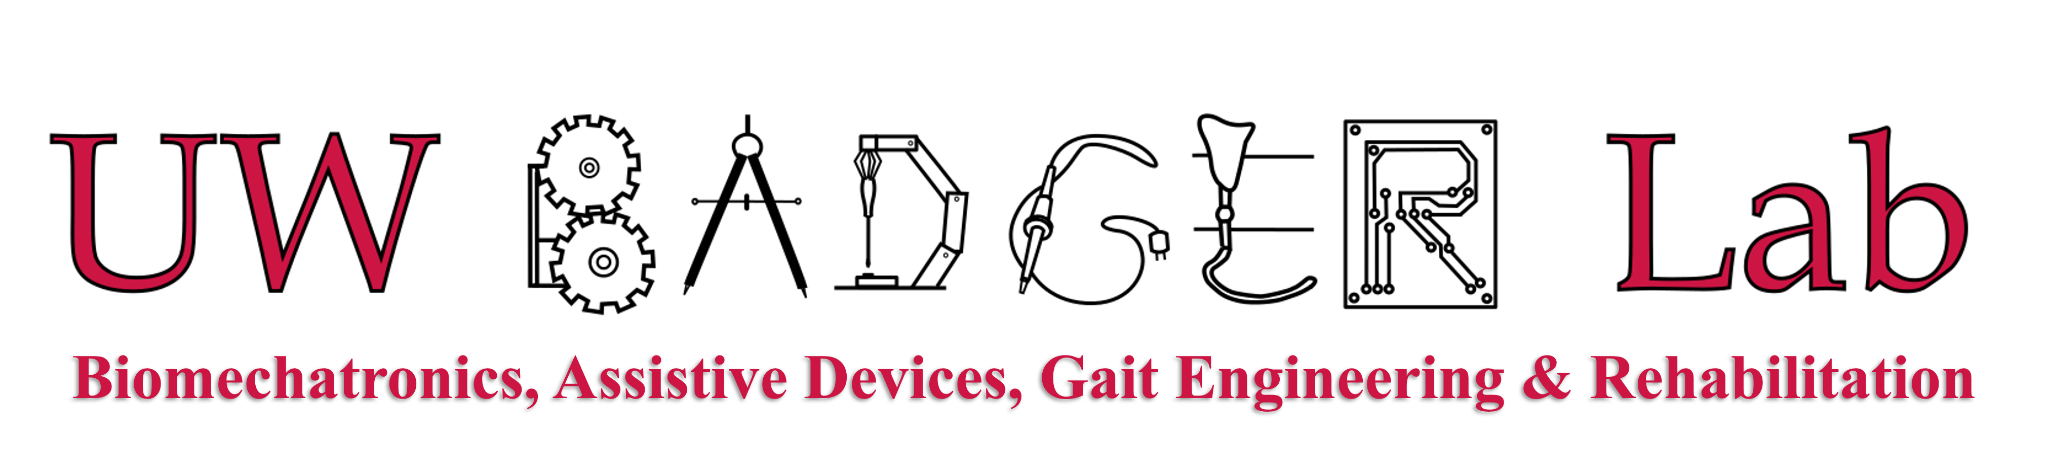 UW BADGER Lab
Biomechatronics, Assistive Devices, Gait Engineering & Rehabilitation